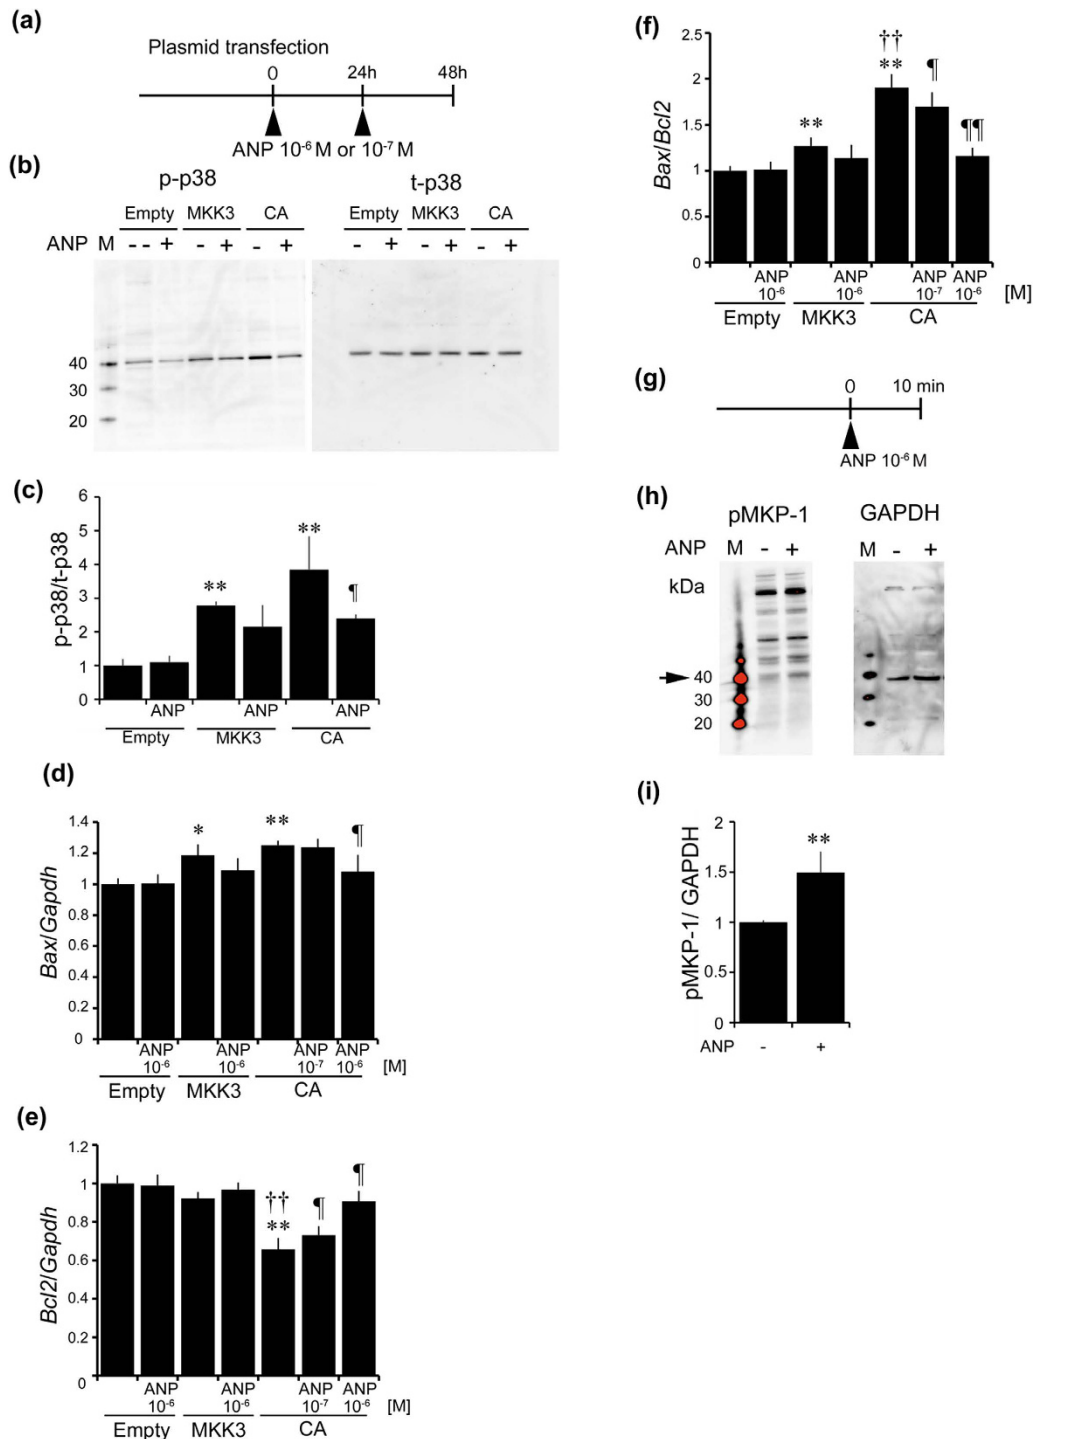 (a)
Plasmid transfection
0 24h 48h
ANP 10-6 M or 10-7 M
(b)
p-p38 t-p38
Empty MKK3 CA Empty MKK3 CA
ANP M - - + - + - + - + - + - +
40
30
20
(c)
p-p38/t-p38
6
5
4
3
2
1
0
**
**
¶
ANP ANP ANP
Empty MKK3 CA
(d)
Bax/Gapdh
1.4
1.2
1
0.8
0.6
0.4
0.2
0
*
**
¶
ANP ANP ANP ANP
10-6 10-6 10-7 10-6 [M]
Empty MKK3 CA
(e)
Bcl2/Gapdh
1.2
1
0.8
0.6
0.4
0.2
0
††
**
¶
¶
ANP ANP ANP ANP
10-6 10-6 10-7 10-6 [M]
Empty MKK3 CA
(f)
Bax/Bcl2
2.5
2
1.5
1
0.5
0
**
††
**
¶
¶¶
ANP ANP ANP ANP
10-6 10-6 10-7 10-6 [M]
Empty MKK3 CA
(g)
0 10 min
ANP 10-6 M
(h)
pMKP-1 GAPDH
ANP M - + M - +
kDa
40
30
20
(i)
pMKP-1/ GAPDH
2
1.5
1
0.5
0
**
ANP - +